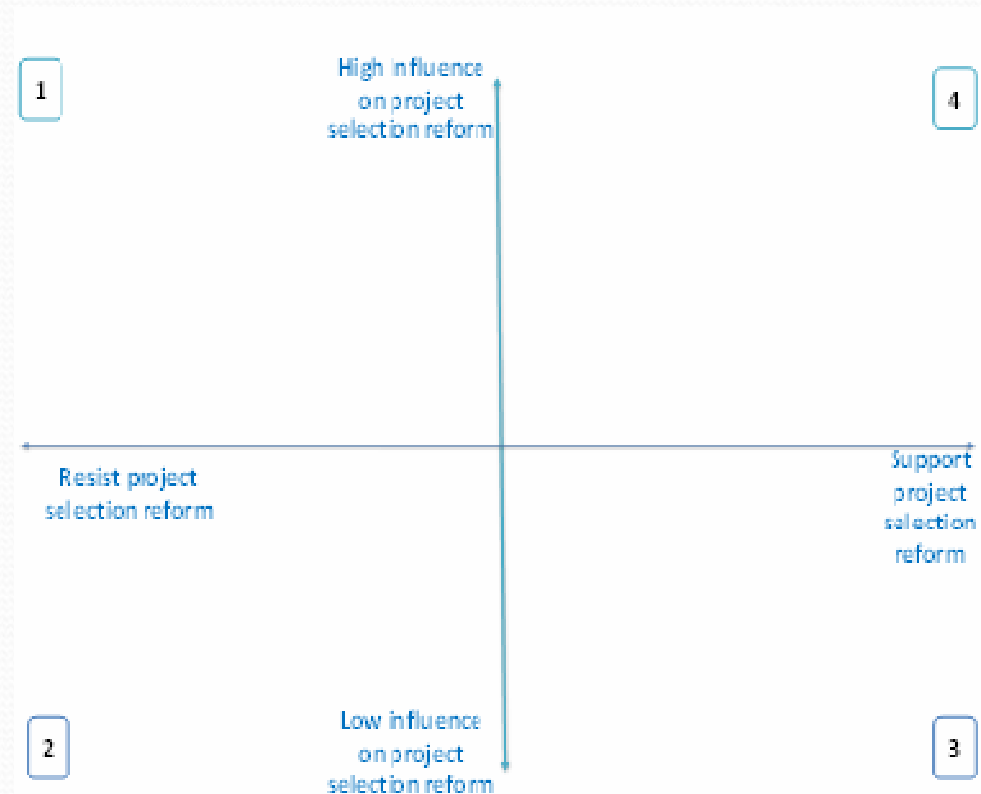 1
High influence
on project
selection reform
4
Resist project
selection reform
Support
project
selection
reform
2
Low influence
on project
selection reform
3